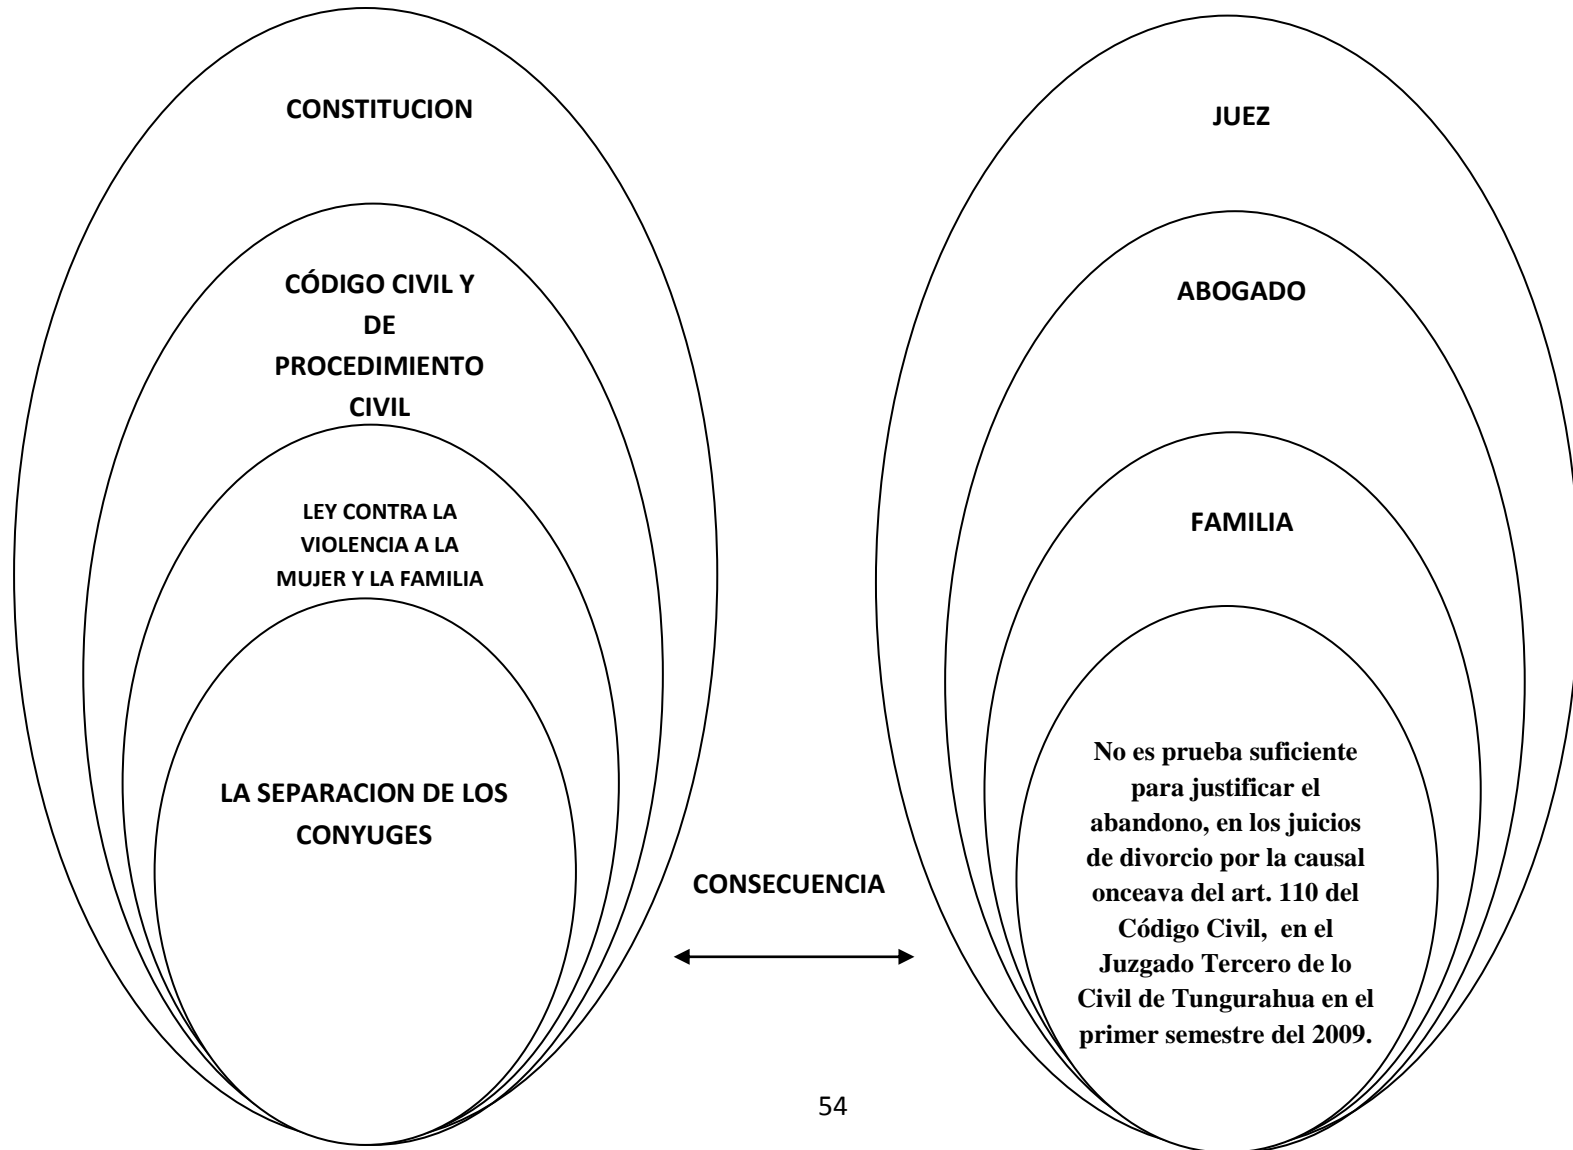 CONSTITUCION
CÓDIGO CIVIL Y
DE
PROCEDIMIENTO
CIVIL
LEY CONTRA LA
VIOLENCIA A LA
MUJER Y LA FAMILIA
LA SEPARACION DE LOS
CONYUGES
CONSECUENCIA
JUEZ
ABOGADO
FAMILIA
No es prueba suficiente
para justificar el
abandono, en los juicios
de divorcio por la causal
onceava del art. 110 del
Código Civil, en el
Juzgado Tercero de lo
Civil de Tungurahua en el
primer semestre del 2009.
54